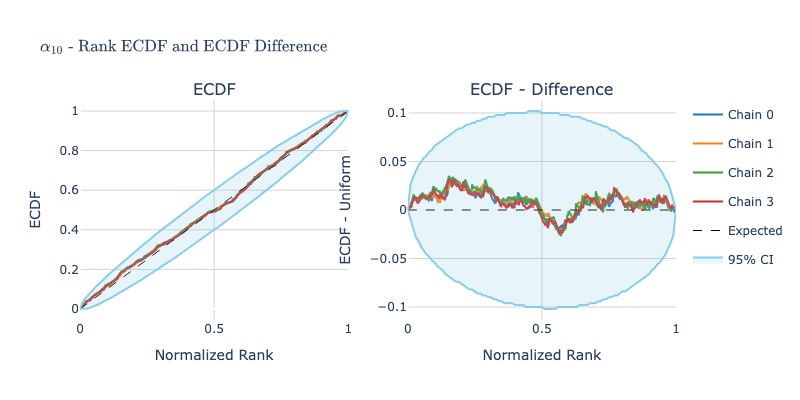 α₁₀ - Rank ECDF and ECDF Difference
ECDF
ECDF - Difference
ECDF
1
0.8
0.6
0.4
0.2
0
0
0.5
1
Normalized Rank
ECDF - Uniform
0.1
0.05
0
−0.05
−0.1
0
0.5
1
Normalized Rank
Chain 0
Chain 1
Chain 2
Chain 3
Expected
95% CI